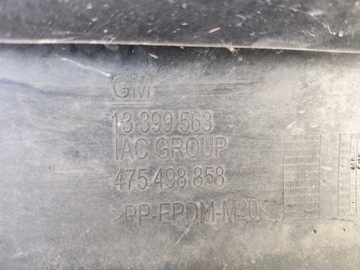 GM
13 399 563
IAC GROUP
475 498 858
>PP-EPDM-M20<